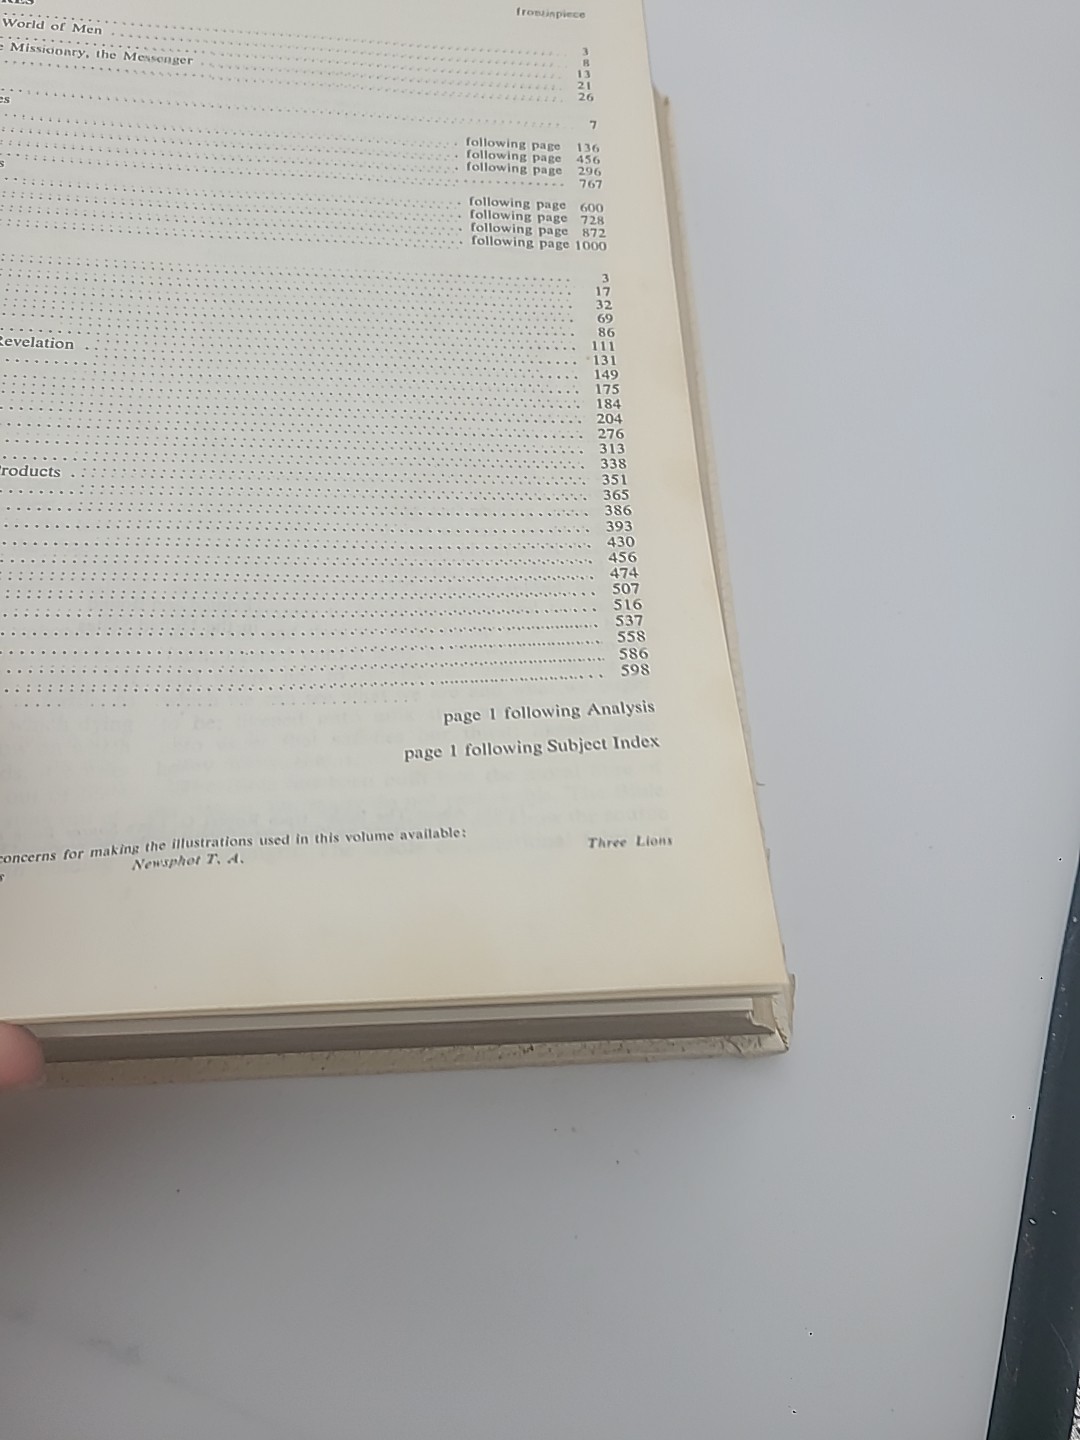 frontispiece
World of Men
3
8
Missionary, the Messenger
13
21
26
7
following page 136
following page 456
following page 296
767
following page 600
following page 728
following page 872
following page 1000
3
17
32
69
86
Revelation 111
131
149
175
184
204
276
313
338
Products 351
365
386
393
430
456
474
507
516
537
558
586
598
page 1 following Analysis
page 1 following Subject Index
concerns for making the illustrations used in this volume available:
Newsphot T. A.
Three Lions